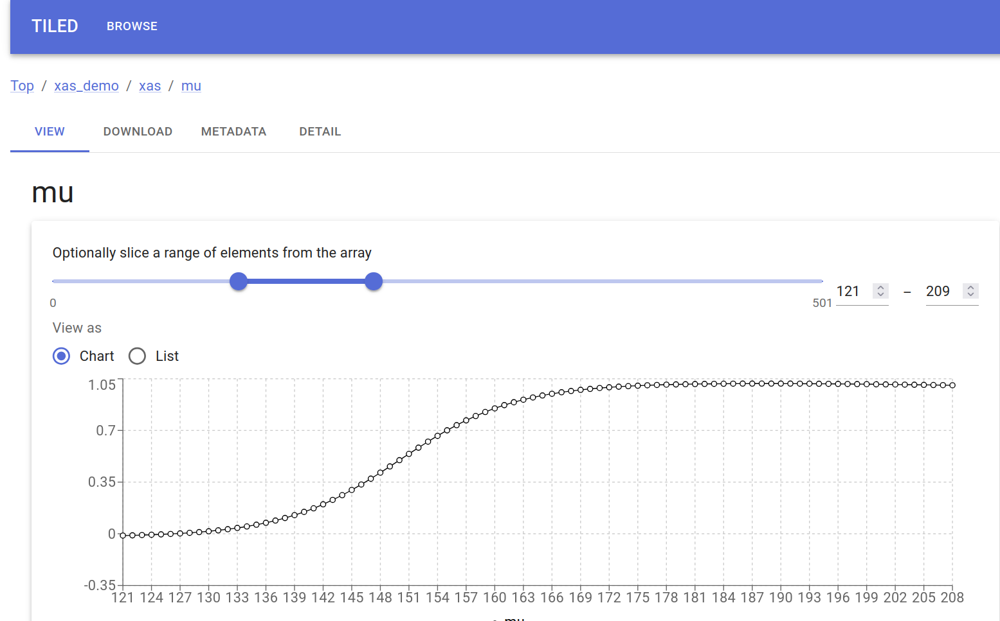 TILED BROWSE
Top / xas_demo / xas / mu
VIEW DOWNLOAD METADATA DETAIL
mu
Optionally slice a range of elements from the array
0 501 121 – 209
View as
Chart List
1.05
0.7
0.35
0
-0.35
121 124 127 130 133 136 139 142 145 148 151 154 157 160 163 166 169 172 175 178 181 184 187 190 193 196 199 202 205 208
mu